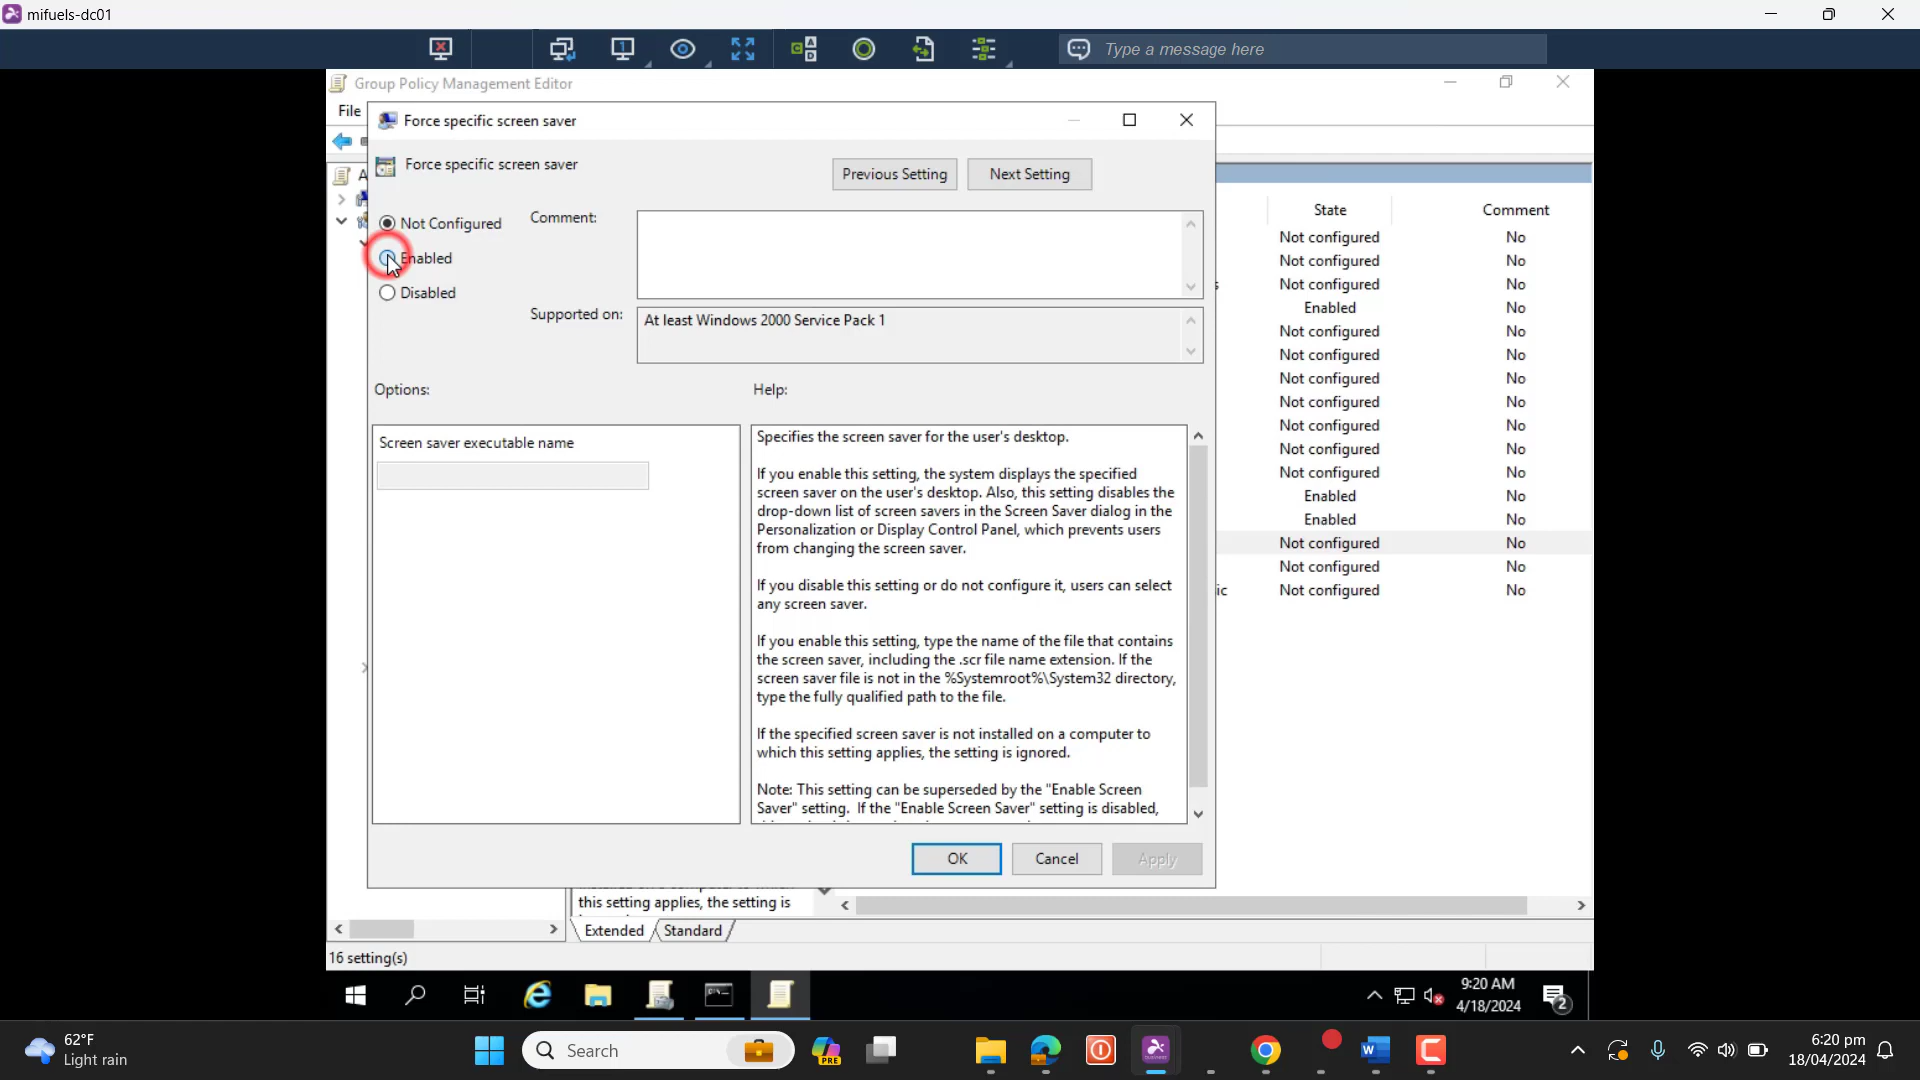 mifuels-dc01
Type a message here
Group Policy Management Editor
File
Force specific screen saver
Force specific screen saver
Previous Setting
Next Setting
Not Configured
Enabled
Disabled
Comment:
Supported on:
At least Windows 2000 Service Pack 1
Options:
Help:
Screen saver executable name
Specifies the screen saver for the user's desktop.
If you enable this setting, the system displays the specified
screen saver on the user's desktop. Also, this setting disables the
drop-down list of screen savers in the Screen Saver dialog in the
Personalization or Display Control Panel, which prevents users
from changing the screen saver.
If you disable this setting or do not configure it, users can select
any screen saver.
If you enable this setting, type the name of the file that contains
the screen saver, including the .scr file name extension. If the
screen saver file is not in the %Systemroot%\System32 directory,
type the fully qualified path to the file.
If the specified screen saver is not installed on a computer to
which this setting applies, the setting is ignored.
Note: This setting can be superseded by the "Enable Screen
Saver" setting.  If the "Enable Screen Saver" setting is disabled,
OK
Cancel
Apply
State
Comment
Not configured No
Not configured No
s Not configured No
Enabled No
Not configured No
Not configured No
Not configured No
Not configured No
Not configured No
Not configured No
Not configured No
Enabled No
Enabled No
Not configured No
Not configured No
ic Not configured No
this setting applies, the setting is
Extended
Standard
16 setting(s)
9:20 AM
4/18/2024
2
62°F
Light rain
Search
PRE
6:20 pm
18/04/2024